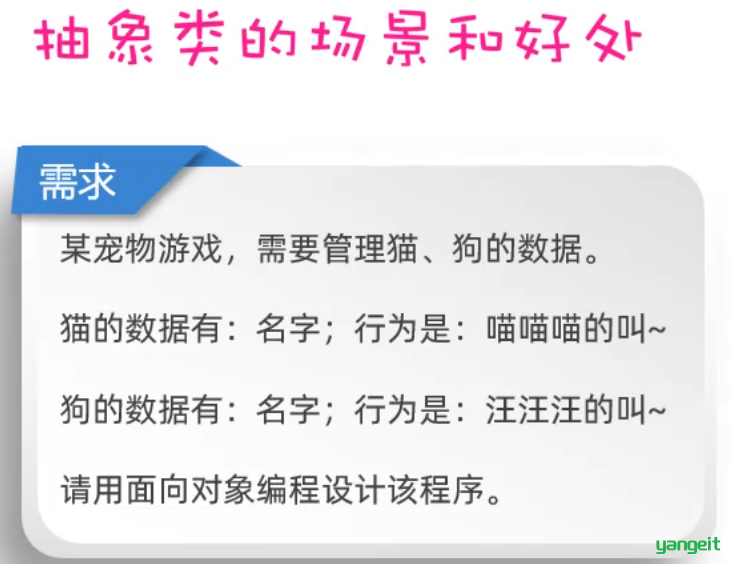 抽象类的场景和好处
需求
某宠物游戏，需要管理猫、狗的数据。
猫的数据有：名字；行为是：喵喵喵的叫~
狗的数据有：名字；行为是：汪汪汪的叫~
请用面向对象编程设计该程序。
yangeit